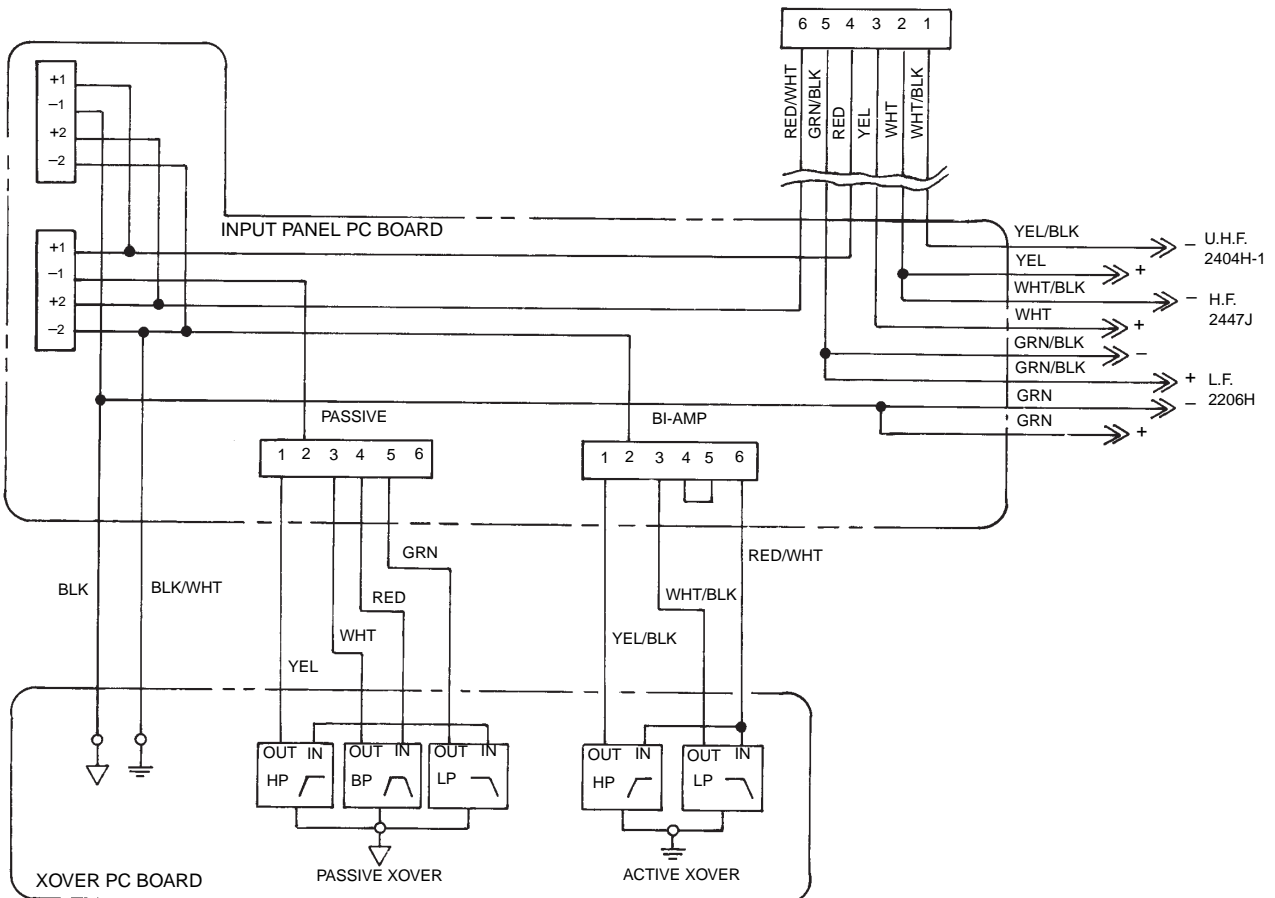 6 5 4 3 2 1
RED/WHT
GRN/BLK
RED
YEL
WHT
WHT/BLK
+1
–1
+2
–2
INPUT PANEL PC BOARD
+1
–1
+2
–2
YEL/BLK
– U.H.F.
2404H-1
YEL
+
WHT/BLK
– H.F.
2447J
WHT
+
GRN/BLK
–
GRN/BLK
+ L.F.
2206H
GRN
–
GRN
+
PASSIVE
BI-AMP
1 2 3 4 5 6
1 2 3 4 5 6
GRN
RED/WHT
BLK
BLK/WHT
RED
WHT/BLK
WHT
YEL/BLK
YEL
OUT IN
HP
OUT IN
BP
OUT IN
LP
OUT IN
HP
OUT IN
LP
PASSIVE XOVER
ACTIVE XOVER
XOVER PC BOARD